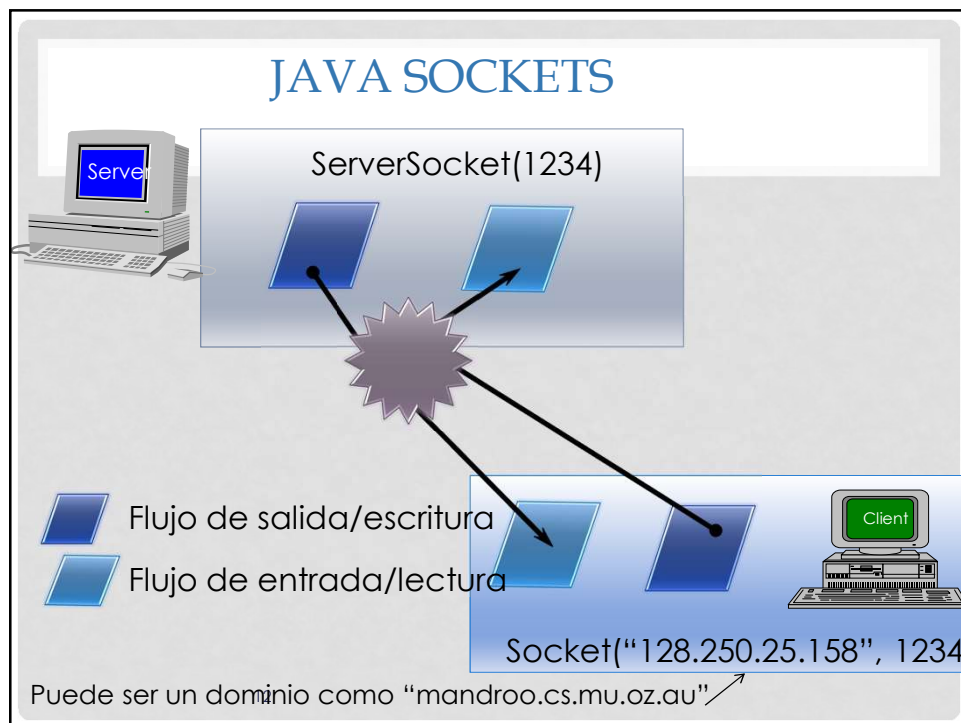 JAVA SOCKETS
Server
ServerSocket(1234)
Flujo de salida/escritura
Client
Flujo de entrada/lectura
Socket(“128.250.25.158”, 1234
Puede ser un dominio como “mandroo.cs.mu.oz.au”